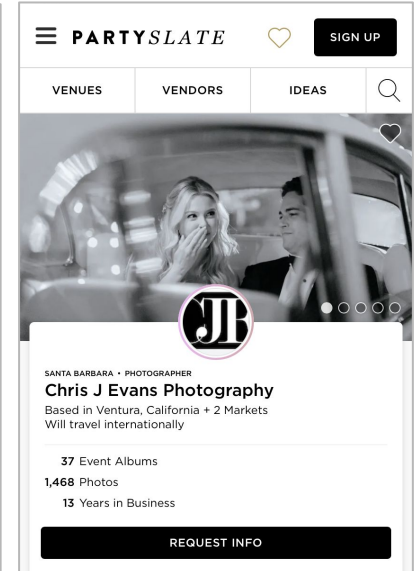 PARTYSLATE
SIGN UP
VENUES
VENDORS
IDEAS
SANTA BARBARA • PHOTOGRAPHER
Chris J Evans Photography
Based in Ventura, California + 2 Markets
Will travel internationally
37 Event Albums
1,468 Photos
13 Years in Business
REQUEST INFO